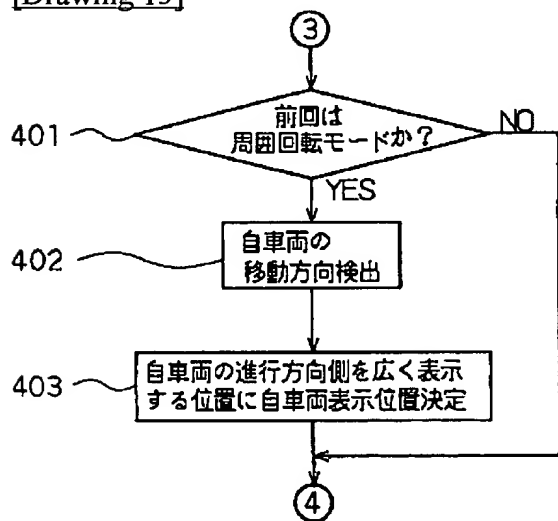 [Drawing 15]
③
401
前回は
周囲回転モードか？
NO
YES
402
自車両の
移動方向検出
403
自車両の進行方向側を広く表示
する位置に自車両表示位置決定
④